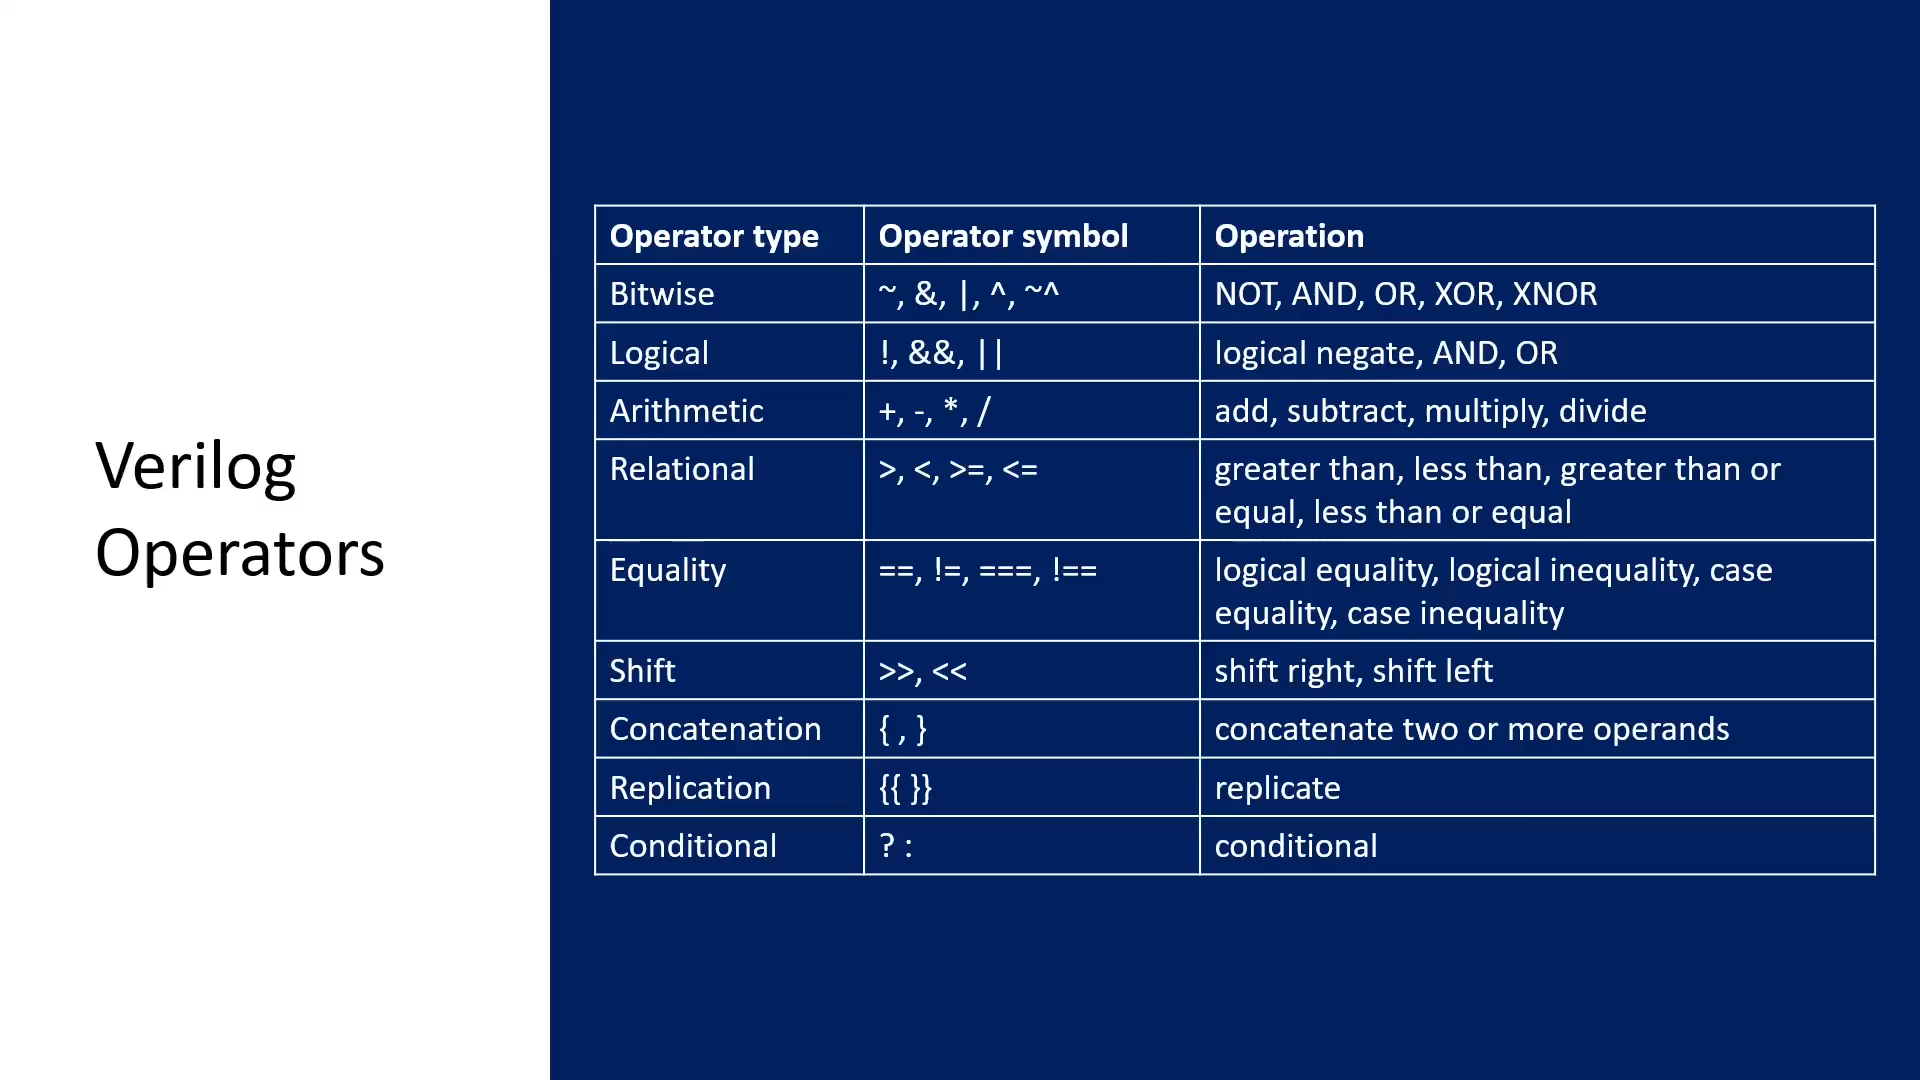 Verilog
Operators
Operator type Operator symbol Operation
Bitwise ~, &, |, ^, ~^ NOT, AND, OR, XOR, XNOR
Logical !, &&, || logical negate, AND, OR
Arithmetic +, -, *, / add, subtract, multiply, divide
Relational >, <, >=, <= greater than, less than, greater than or
equal, less than or equal
Equality ==, !=, ===, !== logical equality, logical inequality, case
equality, case inequality
Shift >>, << shift right, shift left
Concatenation { , } concatenate two or more operands
Replication {{ }} replicate
Conditional ? : conditional